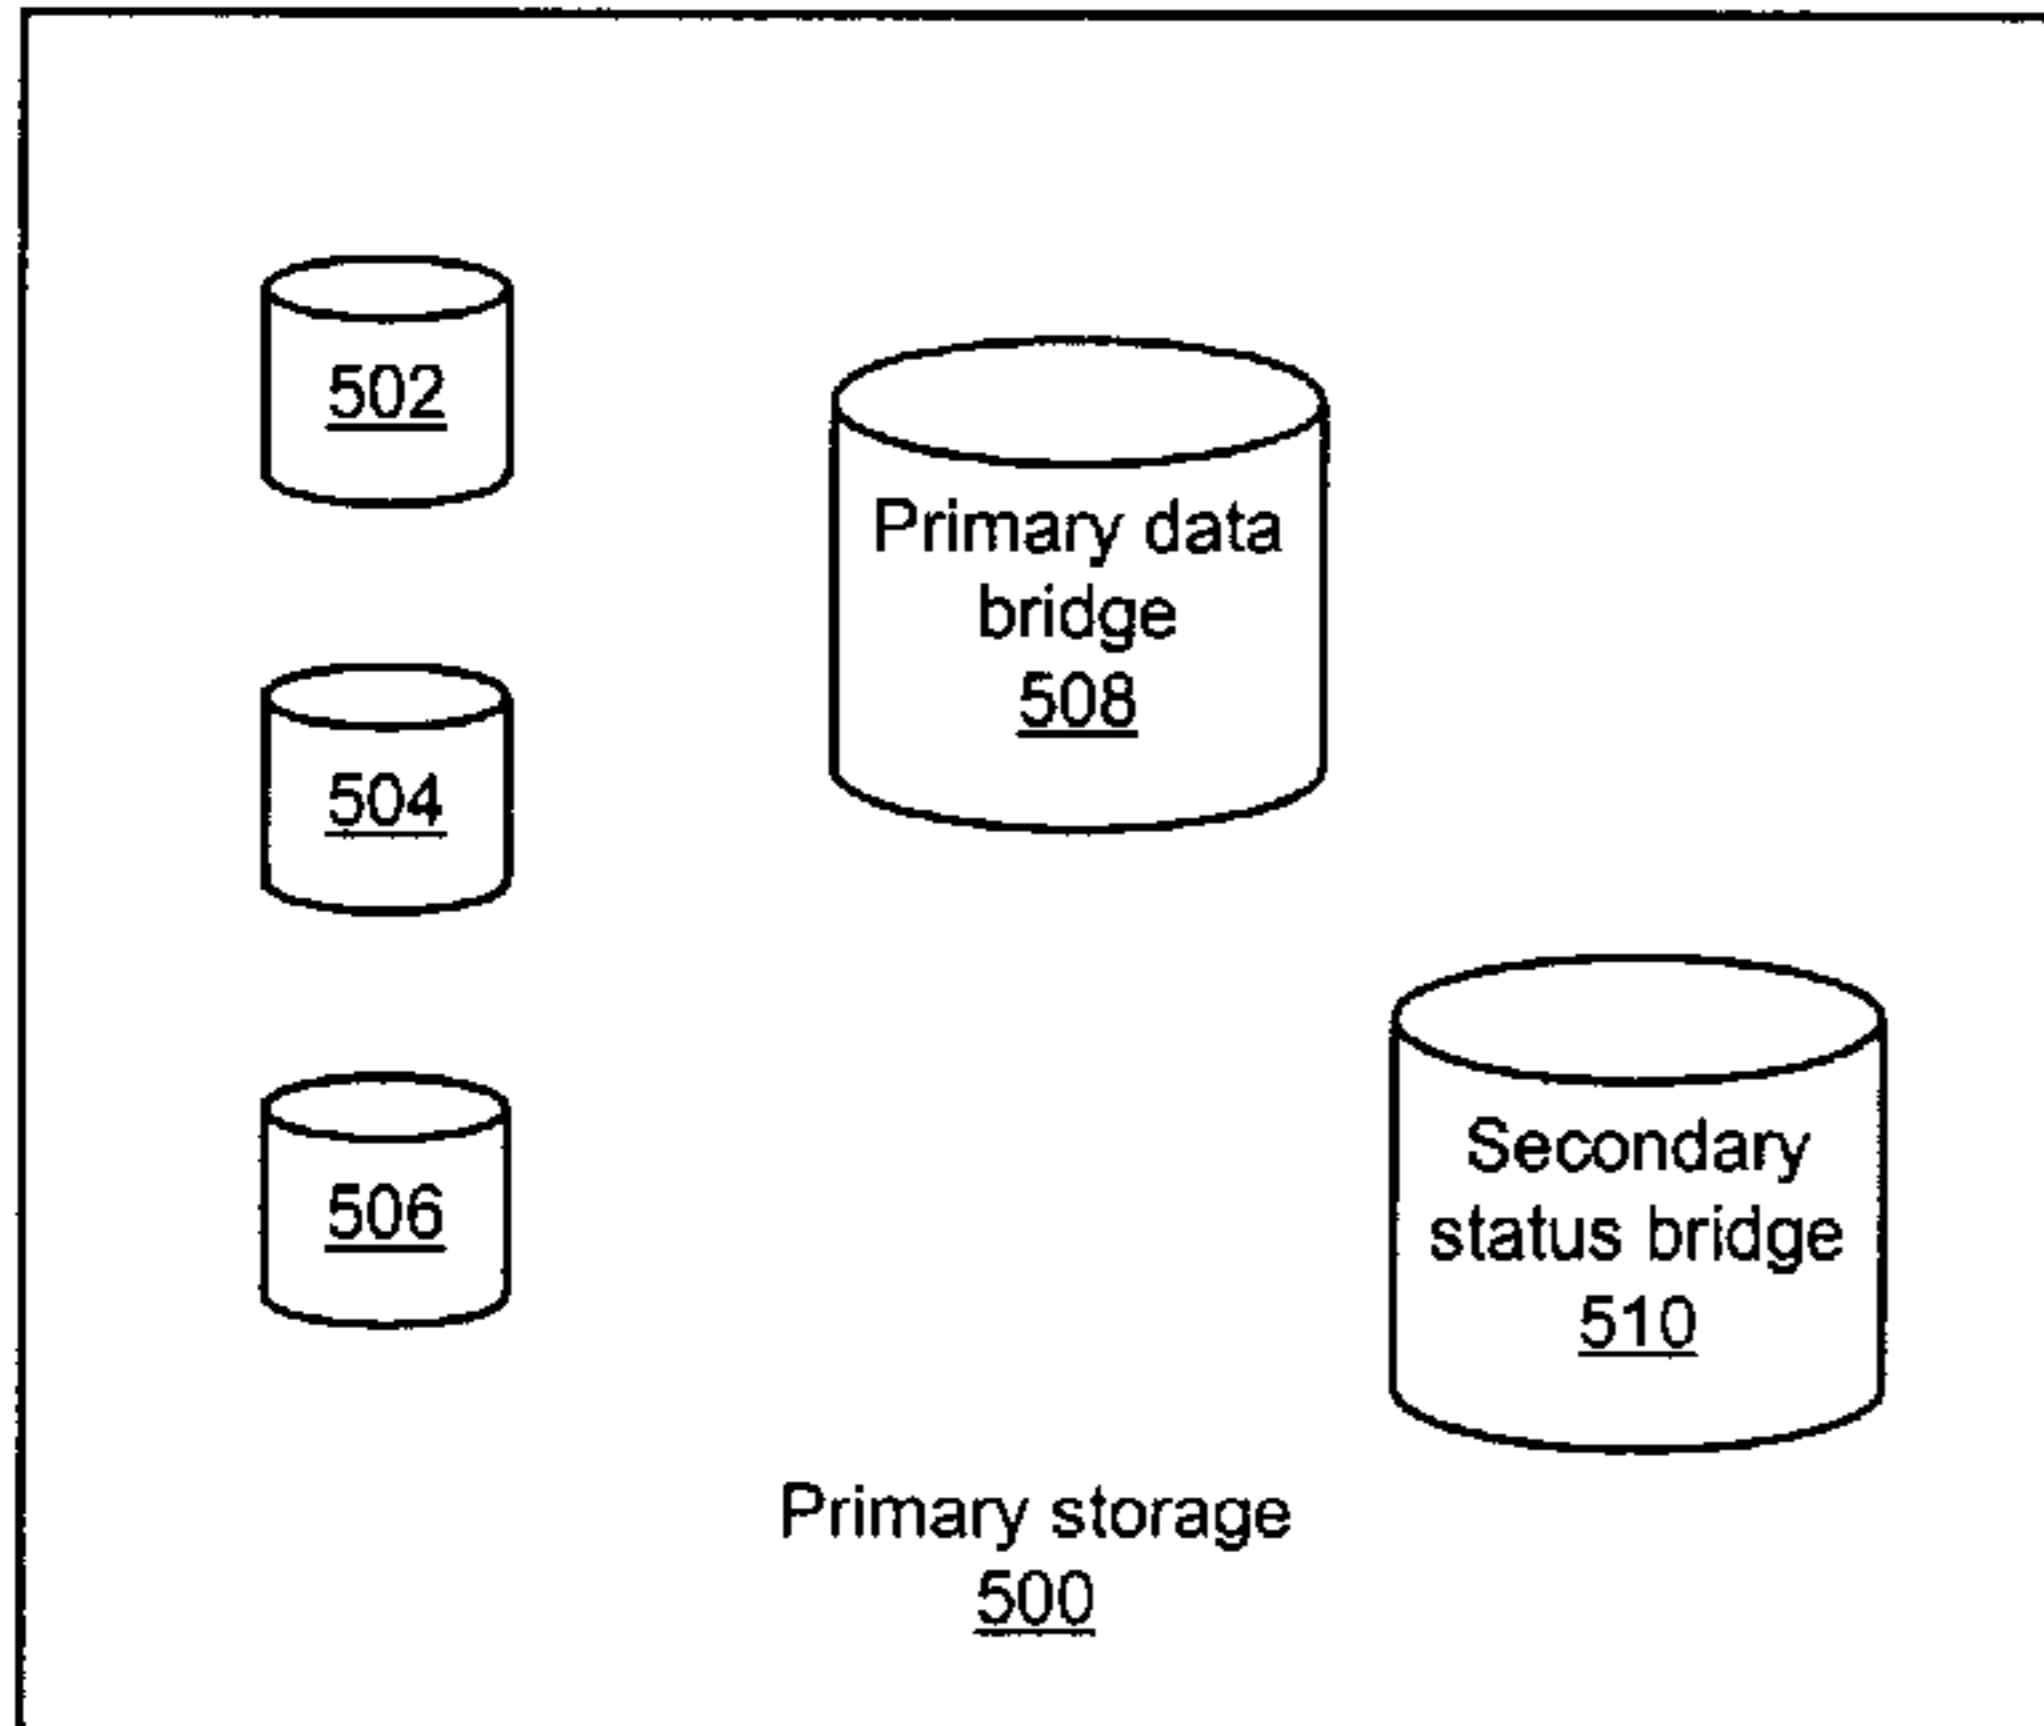 502
Primary data
bridge
508
504
506
Secondary
status bridge
510
Primary storage
500